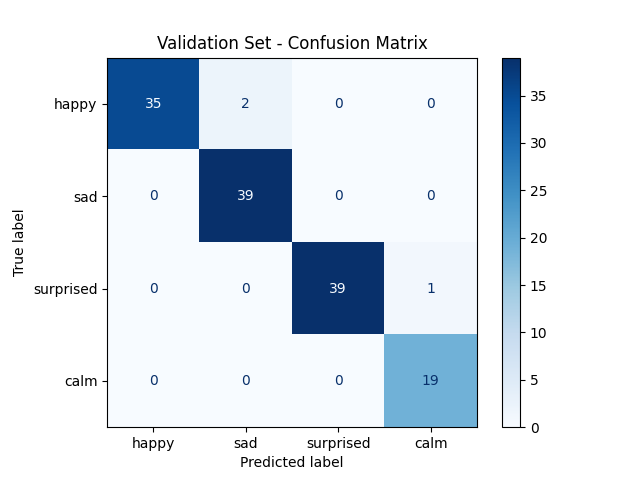 Validation Set - Confusion Matrix
True label
happy 35 2 0 0
sad 0 39 0 0
surprised 0 0 39 1
calm 0 0 0 19
happy sad surprised calm
Predicted label
35
30
25
20
15
10
5
0